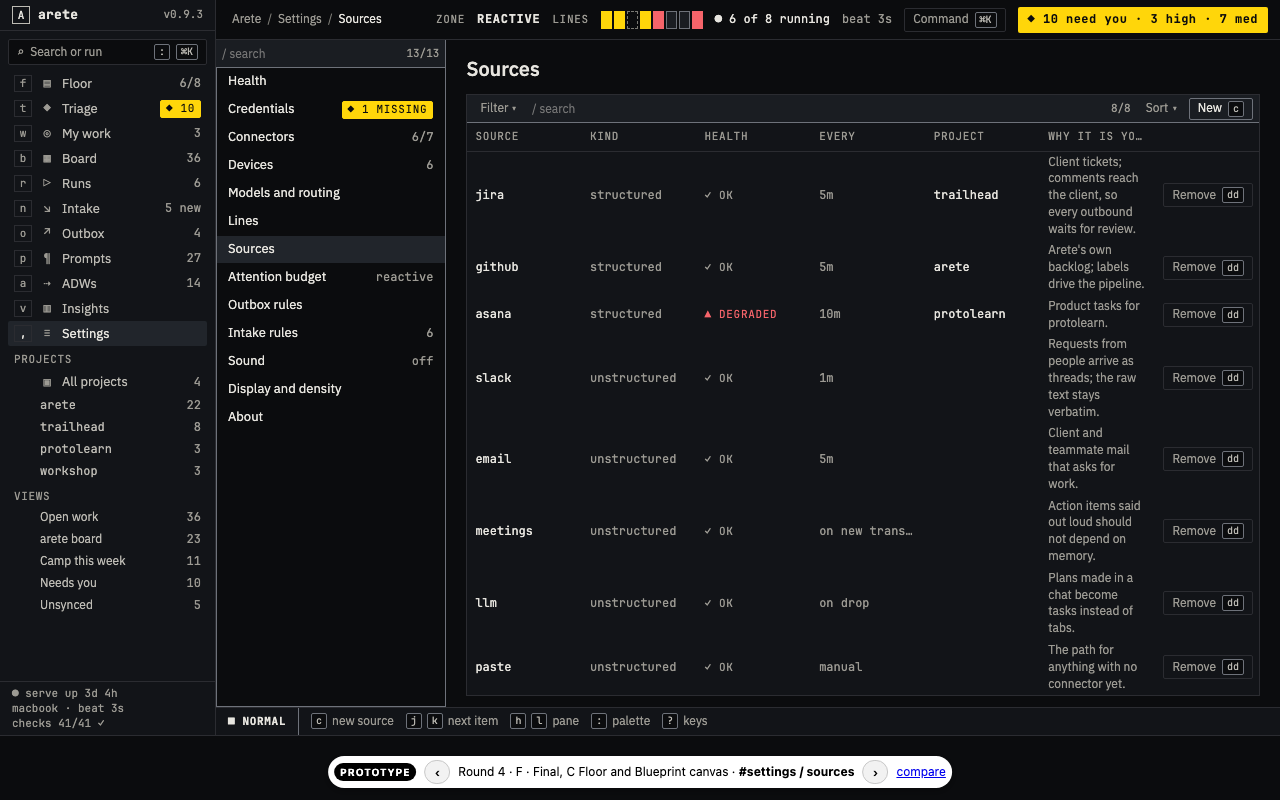 A arete v0.9.3
Arete / Settings / Sources
ZONE REACTIVE LINES
6 of 8 running beat 3s
Command ⌘K
◆ 10 need you · 3 high · 7 med
Search or run : ⌘K
f Floor 6/8
t Triage ◆ 10
w My work 3
b Board 36
r Runs 6
n Intake 5 new
o Outbox 4
p Prompts 27
a ADWs 14
v Insights
, Settings
PROJECTS
All projects 4
arete 22
trailhead 8
protolearn 3
workshop 3
VIEWS
Open work 36
arete board 23
Camp this week 11
Needs you 10
Unsynced 5
serve up 3d 4h
macbook · beat 3s
checks 41/41 ✓
/ search 13/13
Health
Credentials ◆ 1 MISSING
Connectors 6/7
Devices 6
Models and routing
Lines
Sources
Attention budget reactive
Outbox rules
Intake rules 6
Sound off
Display and density
About
Sources
Filter ▾ / search 8/8 Sort ▾ New c
SOURCE KIND HEALTH EVERY PROJECT WHY IT IS YO…
jira structured ✓ OK 5m trailhead
Client tickets;
comments reach
the client, so
every outbound
waits for review.
Remove dd
github structured ✓ OK 5m arete
Arete's own
backlog; labels
drive the pipeline.
Remove dd
asana structured ▲ DEGRADED 10m protolearn
Product tasks for
protolearn.
Remove dd
slack unstructured ✓ OK 1m
Requests from
people arrive as
threads; the raw
text stays
verbatim.
Remove dd
email unstructured ✓ OK 5m
Client and
teammate mail
that asks for
work.
Remove dd
meetings unstructured ✓ OK on new trans…
Action items said
out loud should
not depend on
memory.
Remove dd
llm unstructured ✓ OK on drop
Plans made in a
chat become
tasks instead of
tabs.
Remove dd
paste unstructured ✓ OK manual
The path for
anything with no
connector yet.
Remove dd
NORMAL c new source j k next item h l pane : palette ? keys
PROTOTYPE ‹ Round 4 · F · Final, C Floor and Blueprint canvas · #settings / sources › compare